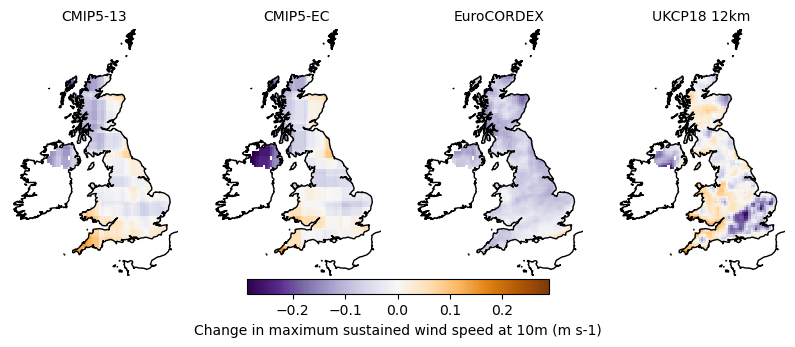 CMIP5-13 CMIP5-EC EuroCORDEX UKCP18 12km
−0.2 −0.1 0.0 0.1 0.2
Change in maximum sustained wind speed at 10m (m s-1)